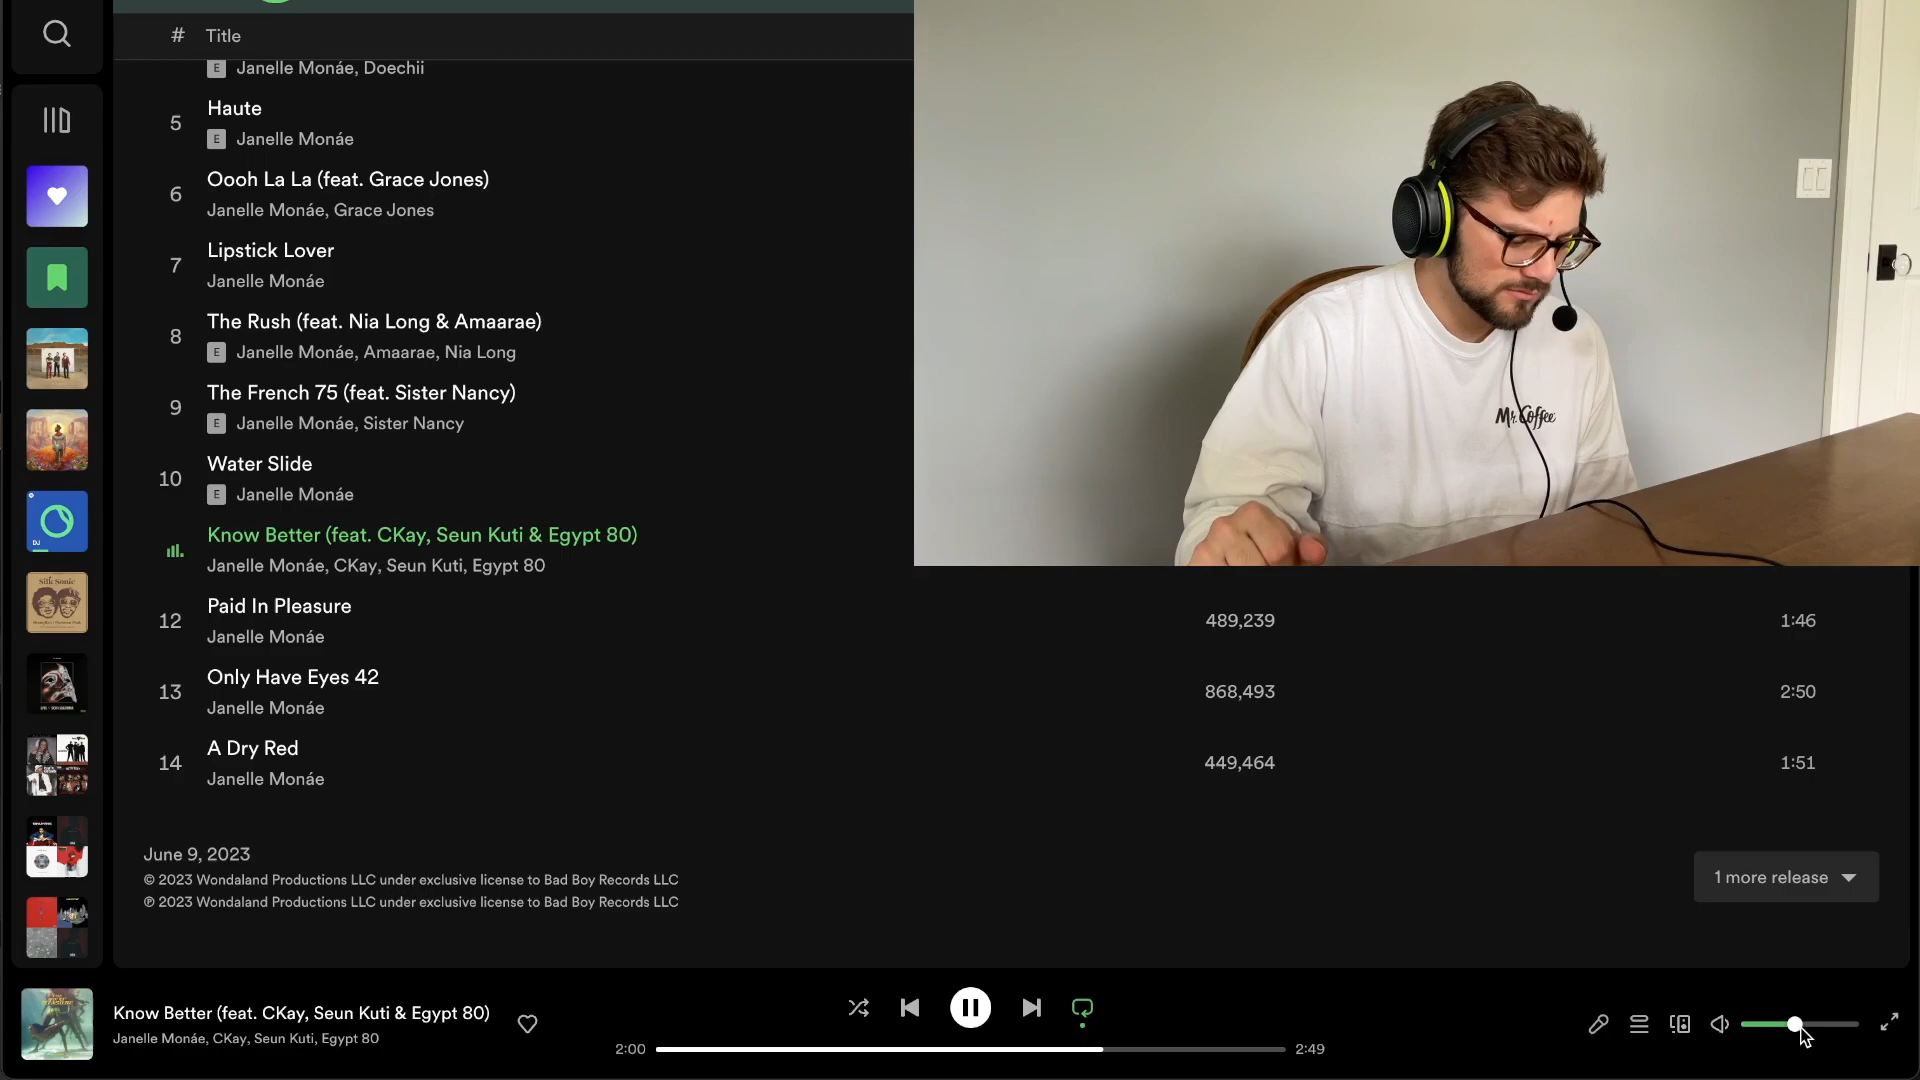 # Title
E Janelle Monáe, Doechii
5 Haute
E Janelle Monáe
6 Oooh La La (feat. Grace Jones)
Janelle Monáe, Grace Jones
7 Lipstick Lover
Janelle Monáe
8 The Rush (feat. Nia Long & Amaarae)
E Janelle Monáe, Amaarae, Nia Long
9 The French 75 (feat. Sister Nancy)
E Janelle Monáe, Sister Nancy
10 Water Slide
E Janelle Monáe
Know Better (feat. CKay, Seun Kuti & Egypt 80)
Janelle Monáe, CKay, Seun Kuti, Egypt 80
12 Paid In Pleasure 489,239 1:46
Janelle Monáe
13 Only Have Eyes 42 868,493 2:50
Janelle Monáe
14 A Dry Red 449,464 1:51
Janelle Monáe
June 9, 2023
© 2023 Wondaland Productions LLC under exclusive license to Bad Boy Records LLC
℗ 2023 Wondaland Productions LLC under exclusive license to Bad Boy Records LLC
1 more release
Know Better (feat. CKay, Seun Kuti & Egypt 80)
Janelle Monáe, CKay, Seun Kuti, Egypt 80
2:00 2:49
Mr. Coffee
DJ
Silk Sonic